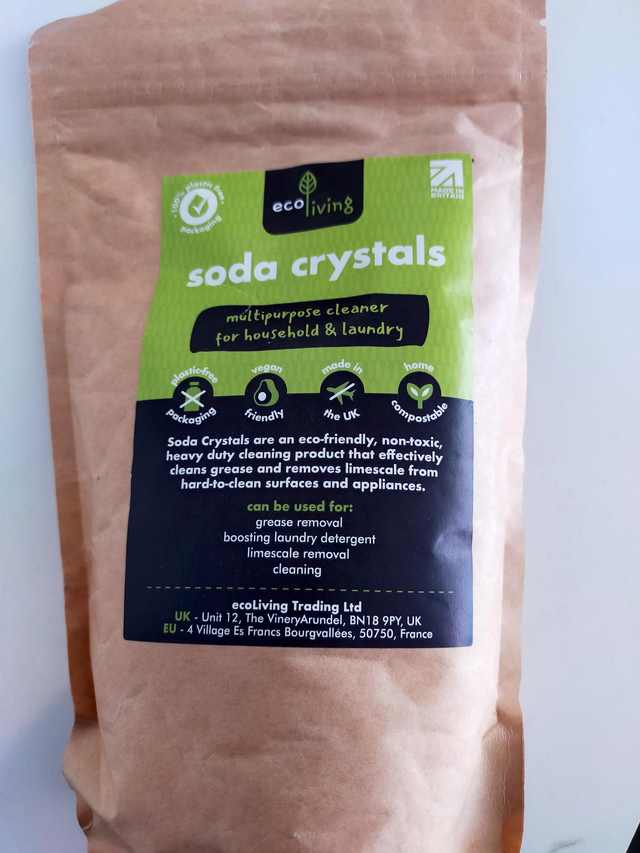 100% plastic free
packaging
eco living
MADE IN
BRITAIN
soda crystals
multipurpose cleaner
for household & laundry
plastic-free
packaging
vegan
friendly
made in
the UK
home
compostable
Soda Crystals are an eco-friendly, non-toxic,
heavy duty cleaning product that effectively
cleans grease and removes limescale from
hard-to-clean surfaces and appliances.
can be used for:
grease removal
boosting laundry detergent
limescale removal
cleaning
ecoLiving Trading Ltd
UK - Unit 12, The VineryArundel, BN18 9PY, UK
EU - 4 Village Es Francs Bourgvallées, 50750, France